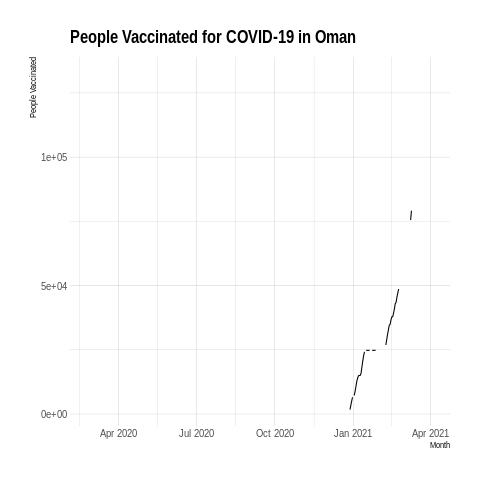 People Vaccinated for COVID-19 in Oman
People Vaccinated
1e+05
5e+04
0e+00
Apr 2020
Jul 2020
Oct 2020
Jan 2021
Apr 2021
Month